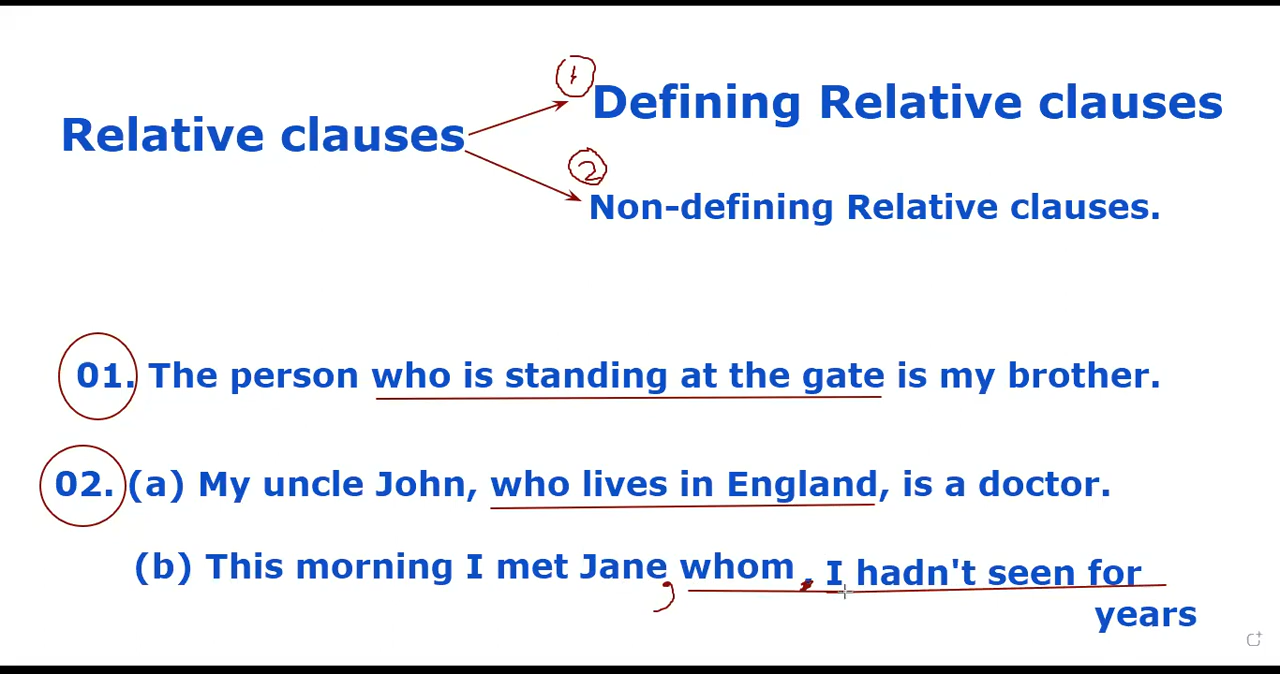 1
Defining Relative clauses
Relative clauses
2
Non-defining Relative clauses.
01. The person who is standing at the gate is my brother.
02. (a) My uncle John, who lives in England, is a doctor.
(b) This morning I met Jane, whom , I hadn't seen for
years